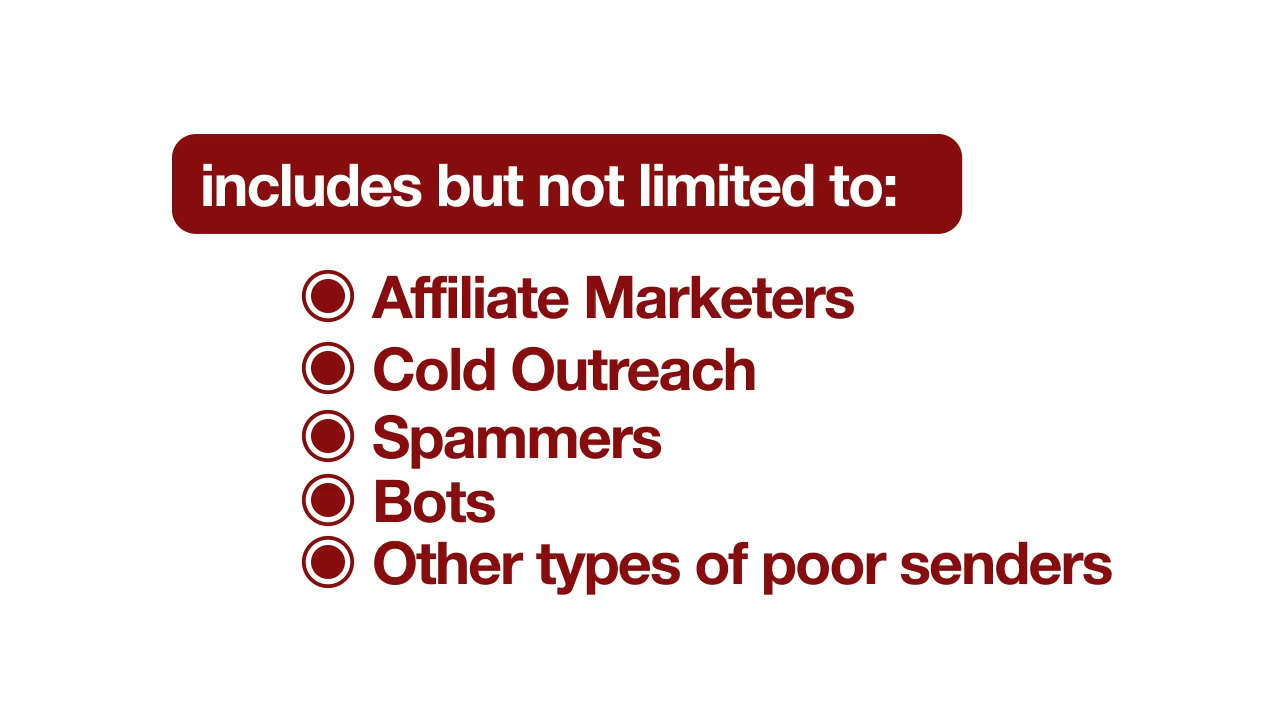 includes but not limited to:
Affiliate Marketers
Cold Outreach
Spammers
Bots
Other types of poor senders